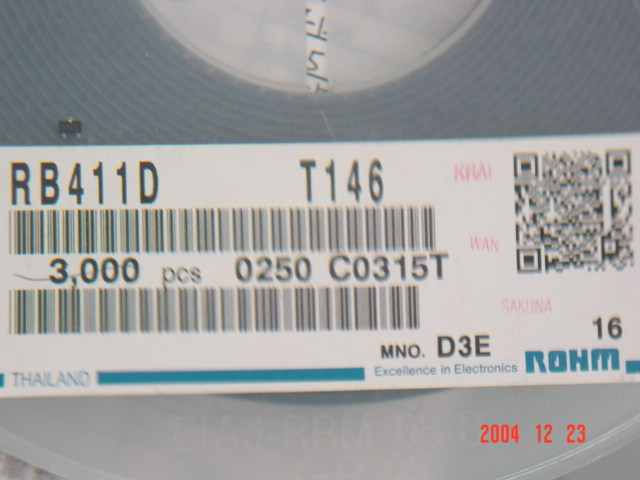 RB411D T146 KRAI
WAN
3,000 pcs 0250 C0315T
SAKUNA
16
MNO. D3E
THAILAND Excellence in Electronics ROHM
2004 12 23